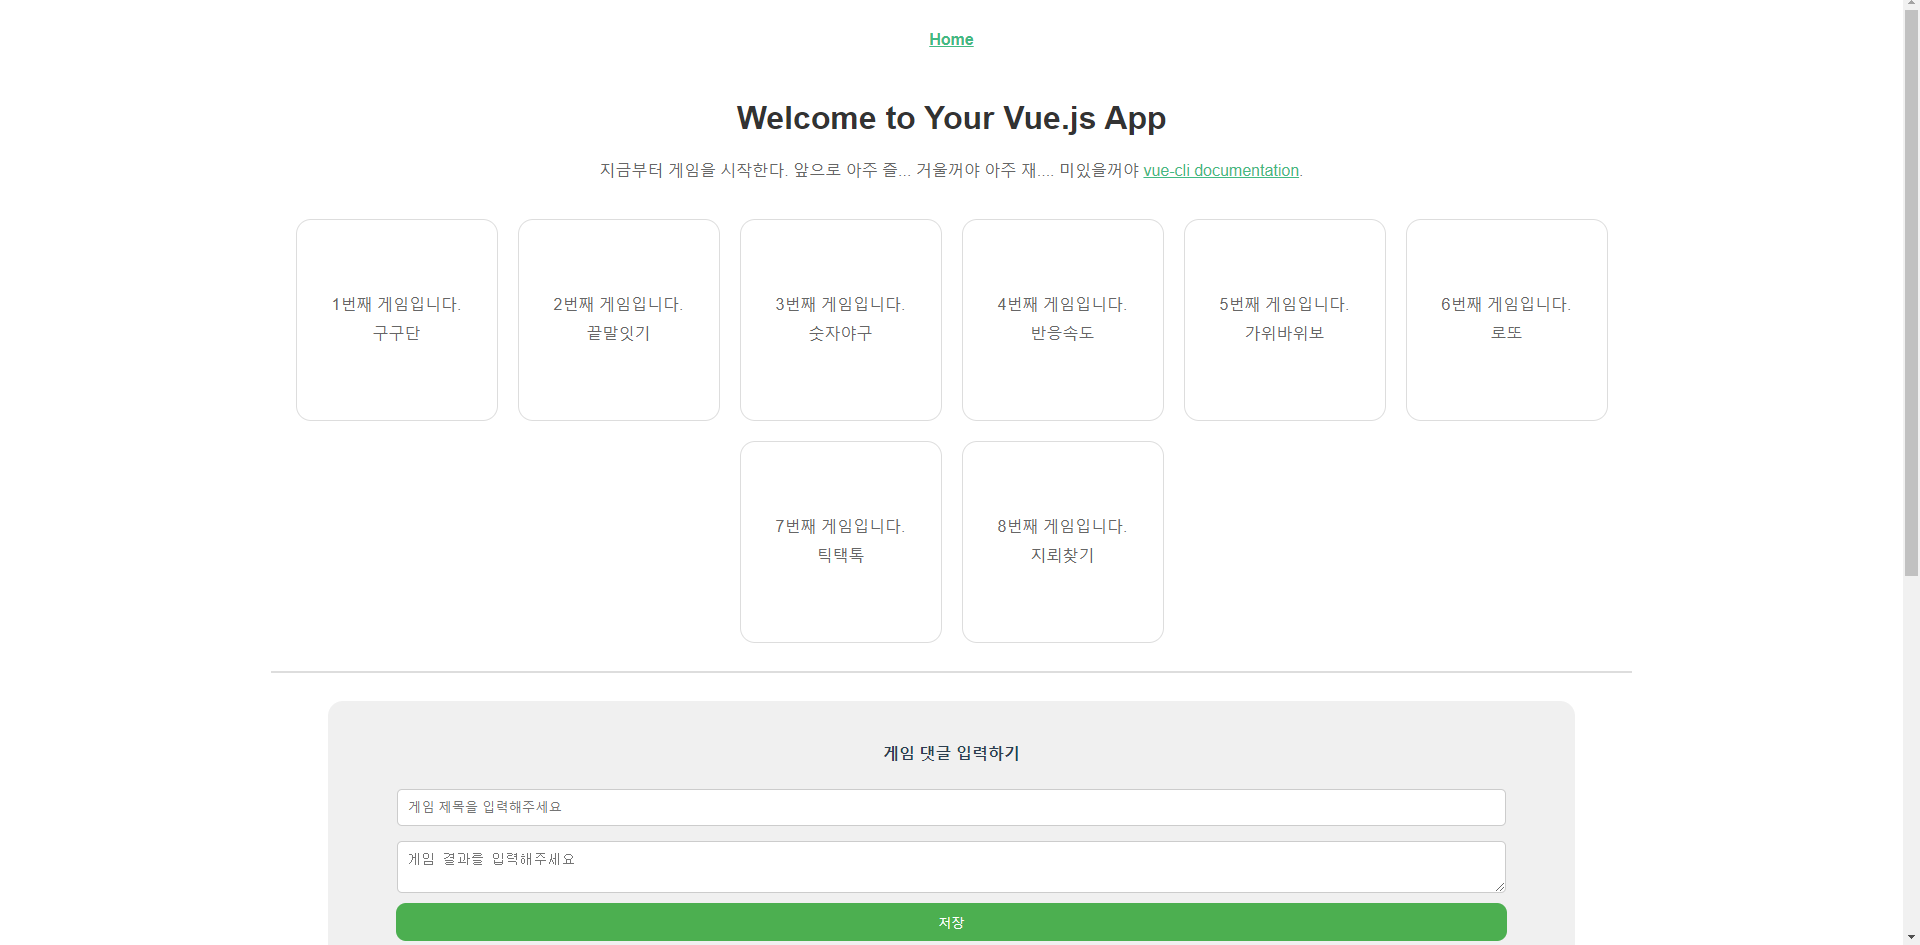 Home
Welcome to Your Vue.js App
지금부터 게임을 시작한다. 앞으로 아주 즐... 거울꺼야 아주 재.... 미있을꺼야 vue-cli documentation.
1번째 게임입니다.
구구단
2번째 게임입니다.
끝말잇기
3번째 게임입니다.
숫자야구
4번째 게임입니다.
반응속도
5번째 게임입니다.
가위바위보
6번째 게임입니다.
로또
7번째 게임입니다.
틱택톡
8번째 게임입니다.
지뢰찾기
게임 댓글 입력하기
게임 제목을 입력해주세요
게임 결과를 입력해주세요
저장